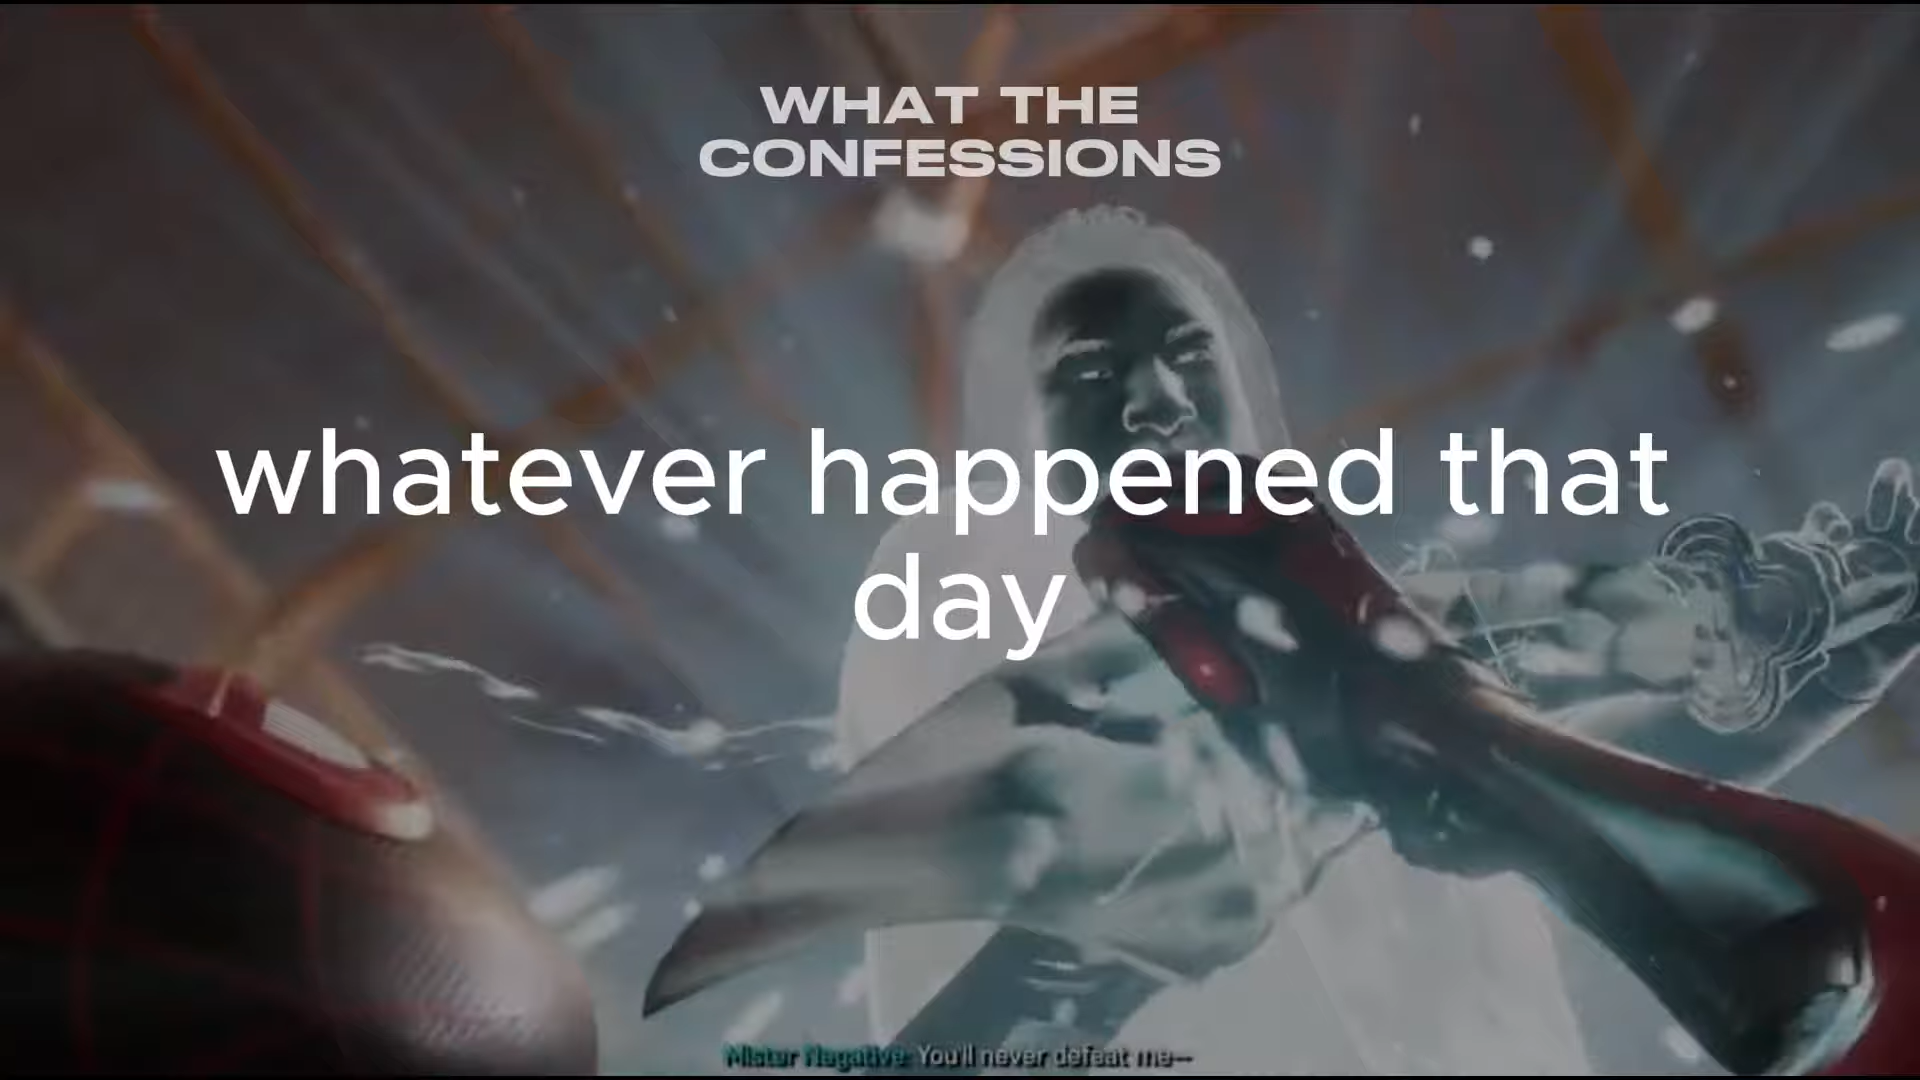 WHAT THE
CONFESSIONS
whatever happened that
day
Mister Negative: You'll never defeat me—